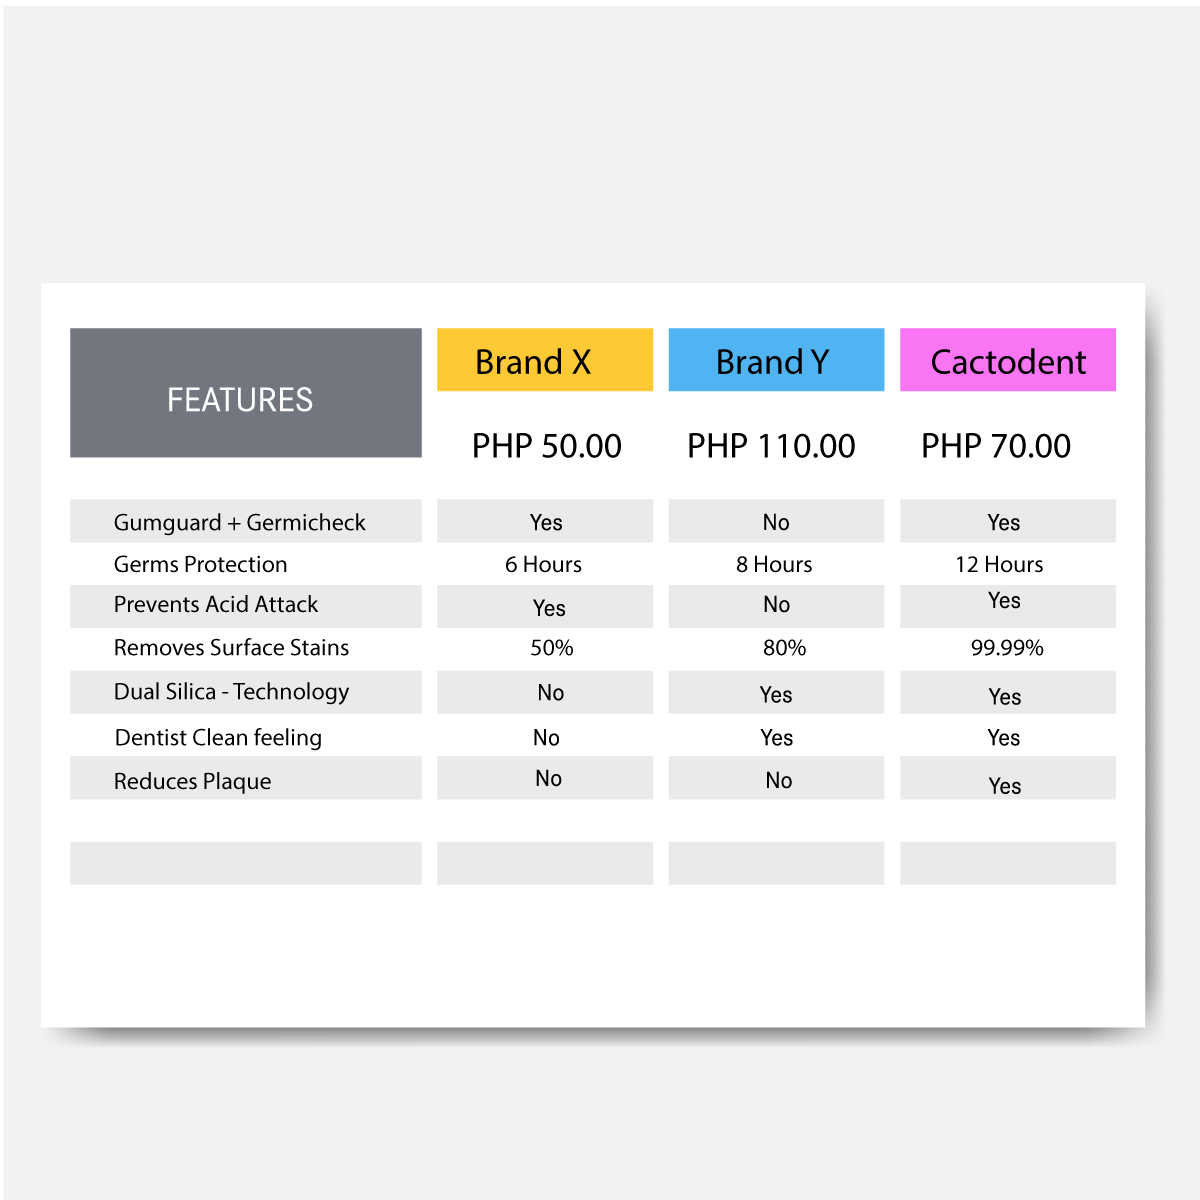 FEATURES Brand X Brand Y Cactodent
PHP 50.00 PHP 110.00 PHP 70.00
Gumguard + Germicheck Yes No Yes
Germs Protection 6 Hours 8 Hours 12 Hours
Prevents Acid Attack Yes No Yes
Removes Surface Stains 50% 80% 99.99%
Dual Silica - Technology No Yes Yes
Dentist Clean feeling No Yes Yes
Reduces Plaque No No Yes